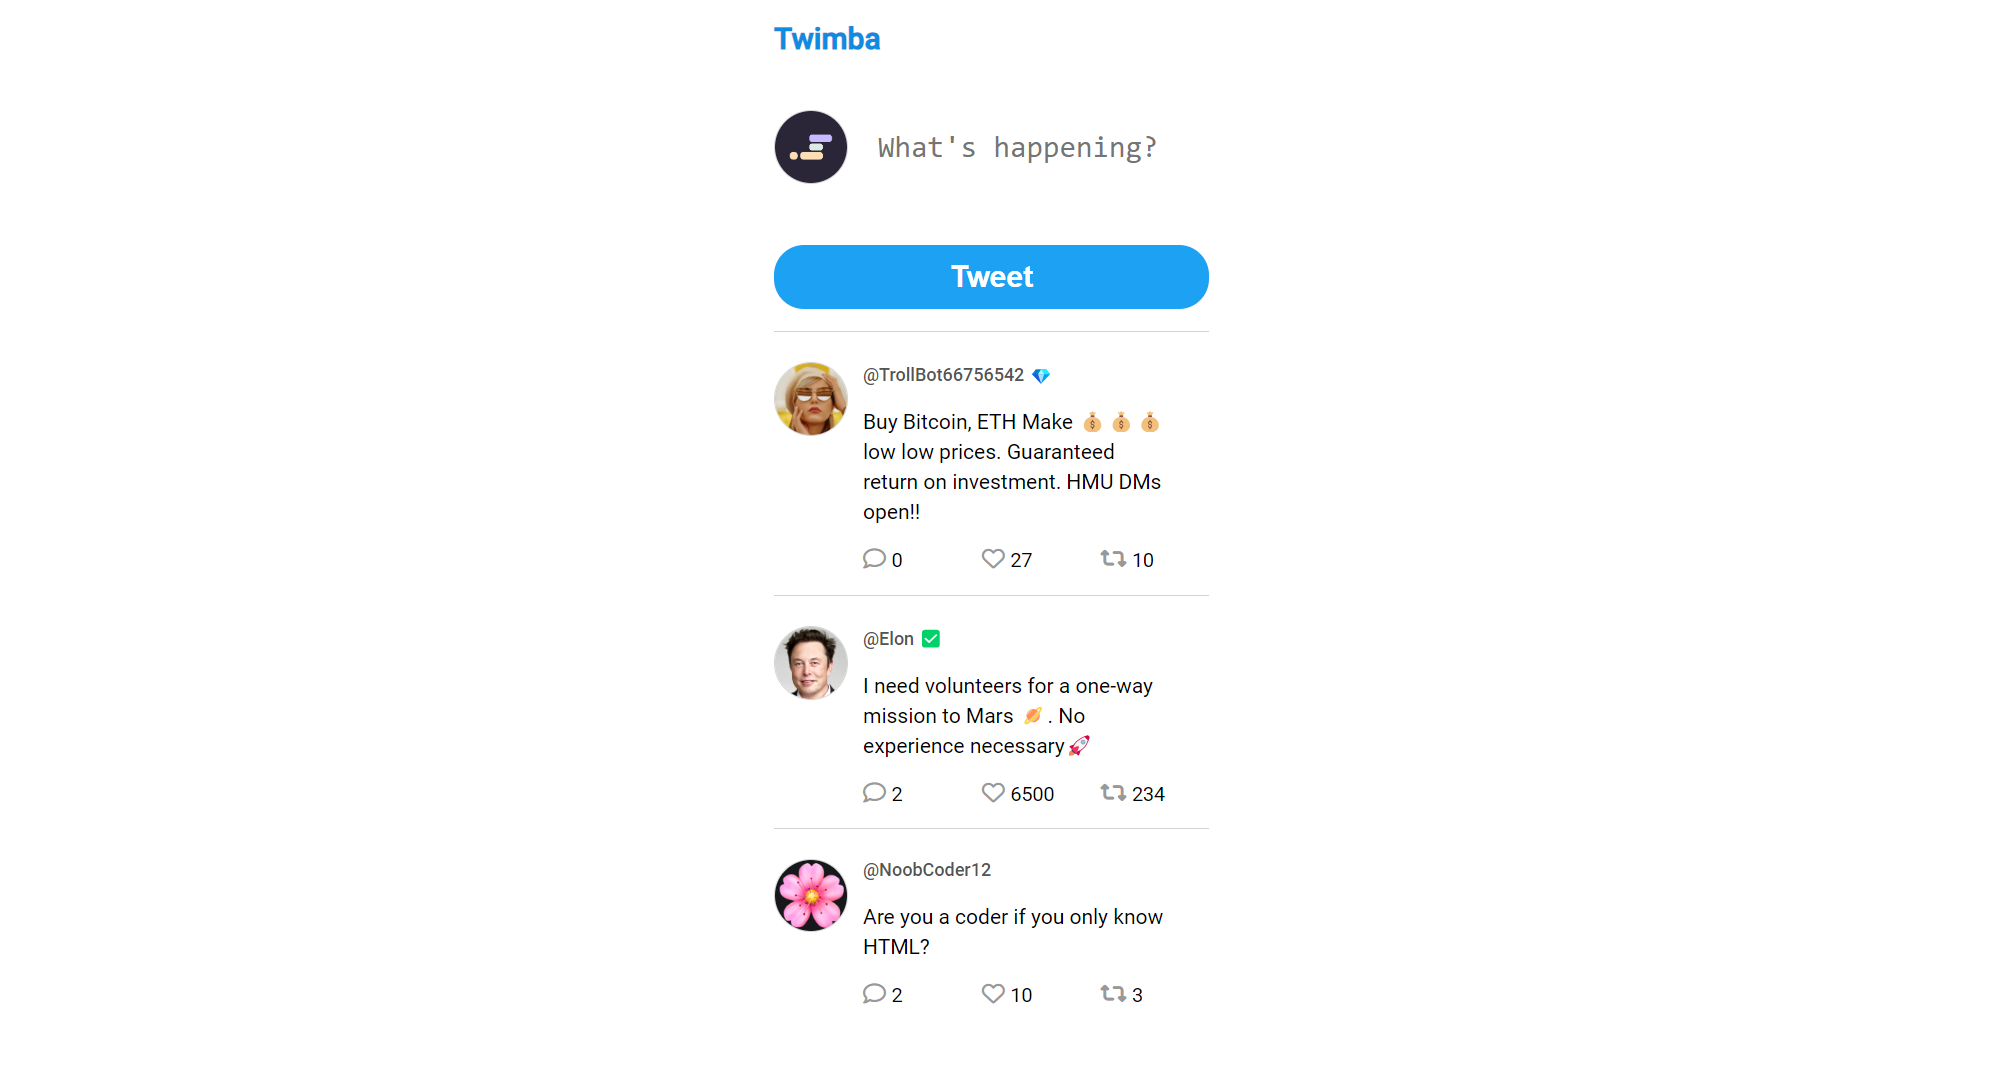 Twimba
What's happening?
Tweet
@TrollBot66756542 💎
Buy Bitcoin, ETH Make 💰 💰 💰
low low prices. Guaranteed
return on investment. HMU DMs
open!!
0 27 10
@Elon ✅
I need volunteers for a one-way
mission to Mars 🪐 . No
experience necessary🚀
2 6500 234
@NoobCoder12
Are you a coder if you only know
HTML?
2 10 3